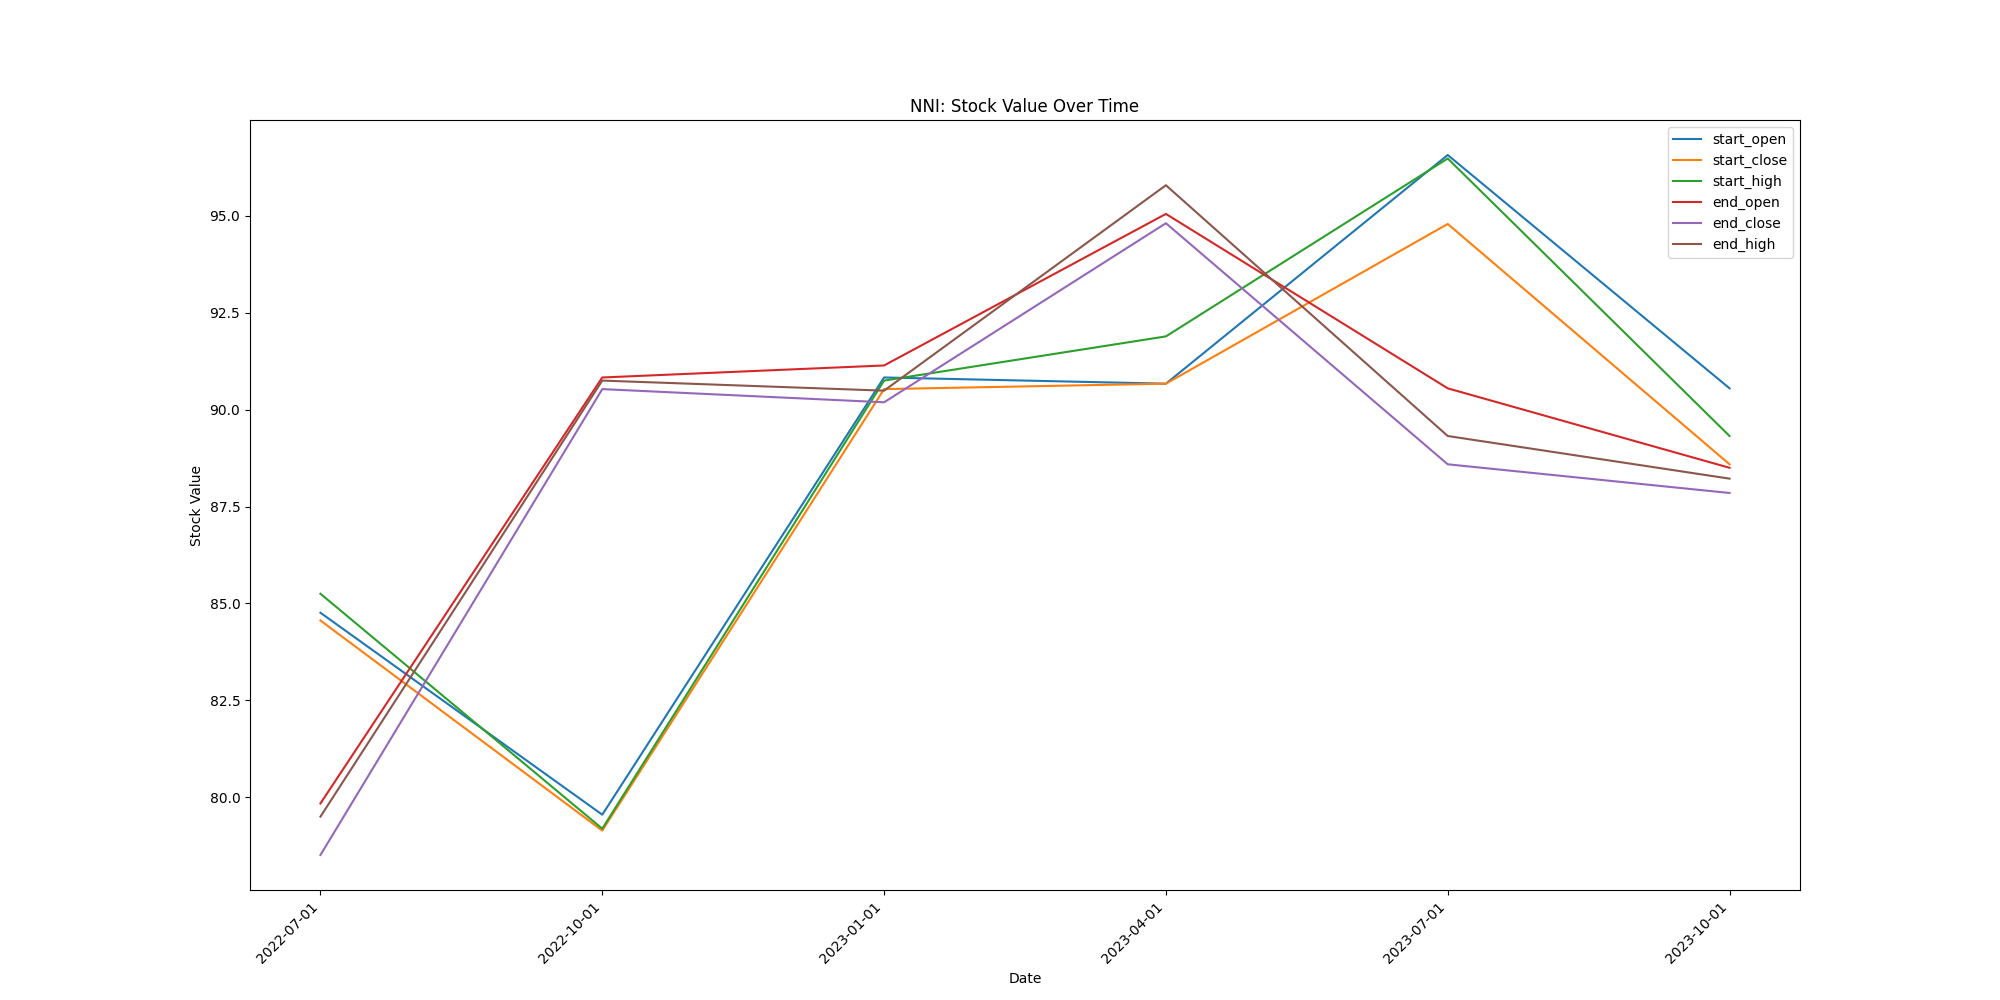 NNI: Stock Value Over Time
start_open
start_close
start_high
end_open
end_close
end_high
95.0
92.5
90.0
87.5
85.0
82.5
80.0
Stock Value
2022-07-01
2022-10-01
2023-01-01
2023-04-01
2023-07-01
2023-10-01
Date